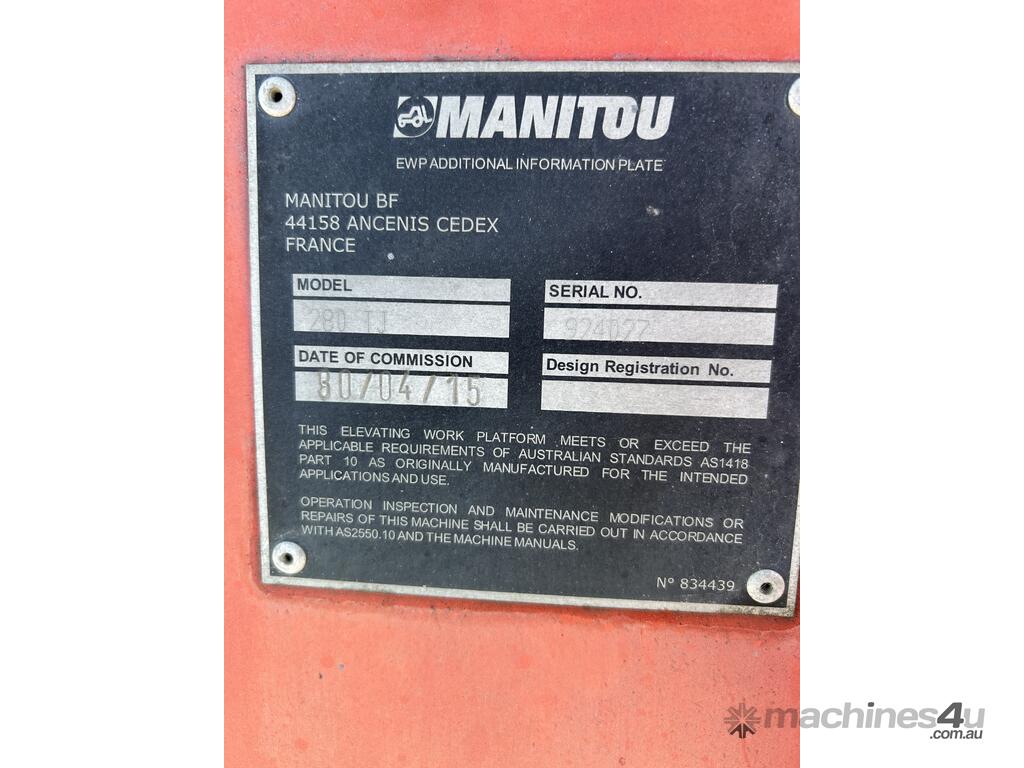 MANITOU
EWP ADDITIONAL INFORMATION PLATE
MANITOU BF
44158 ANCENIS CEDEX
FRANCE
MODEL
280 TJ
SERIAL NO.
924027
DATE OF COMMISSION
30/04/15
Design Registration No.
THIS ELEVATING WORK PLATFORM MEETS OR EXCEED THE
APPLICABLE REQUIREMENTS OF AUSTRALIAN STANDARDS AS1418
PART 10 AS ORIGINALLY MANUFACTURED FOR THE INTENDED
APPLICATIONS AND USE.
OPERATION INSPECTION AND MAINTENANCE MODIFICATIONS OR
REPAIRS OF THIS MACHINE SHALL BE CARRIED OUT IN ACCORDANCE
WITH AS2550.10 AND THE MACHINE MANUALS.
N° 834439
machines4u
.com.au